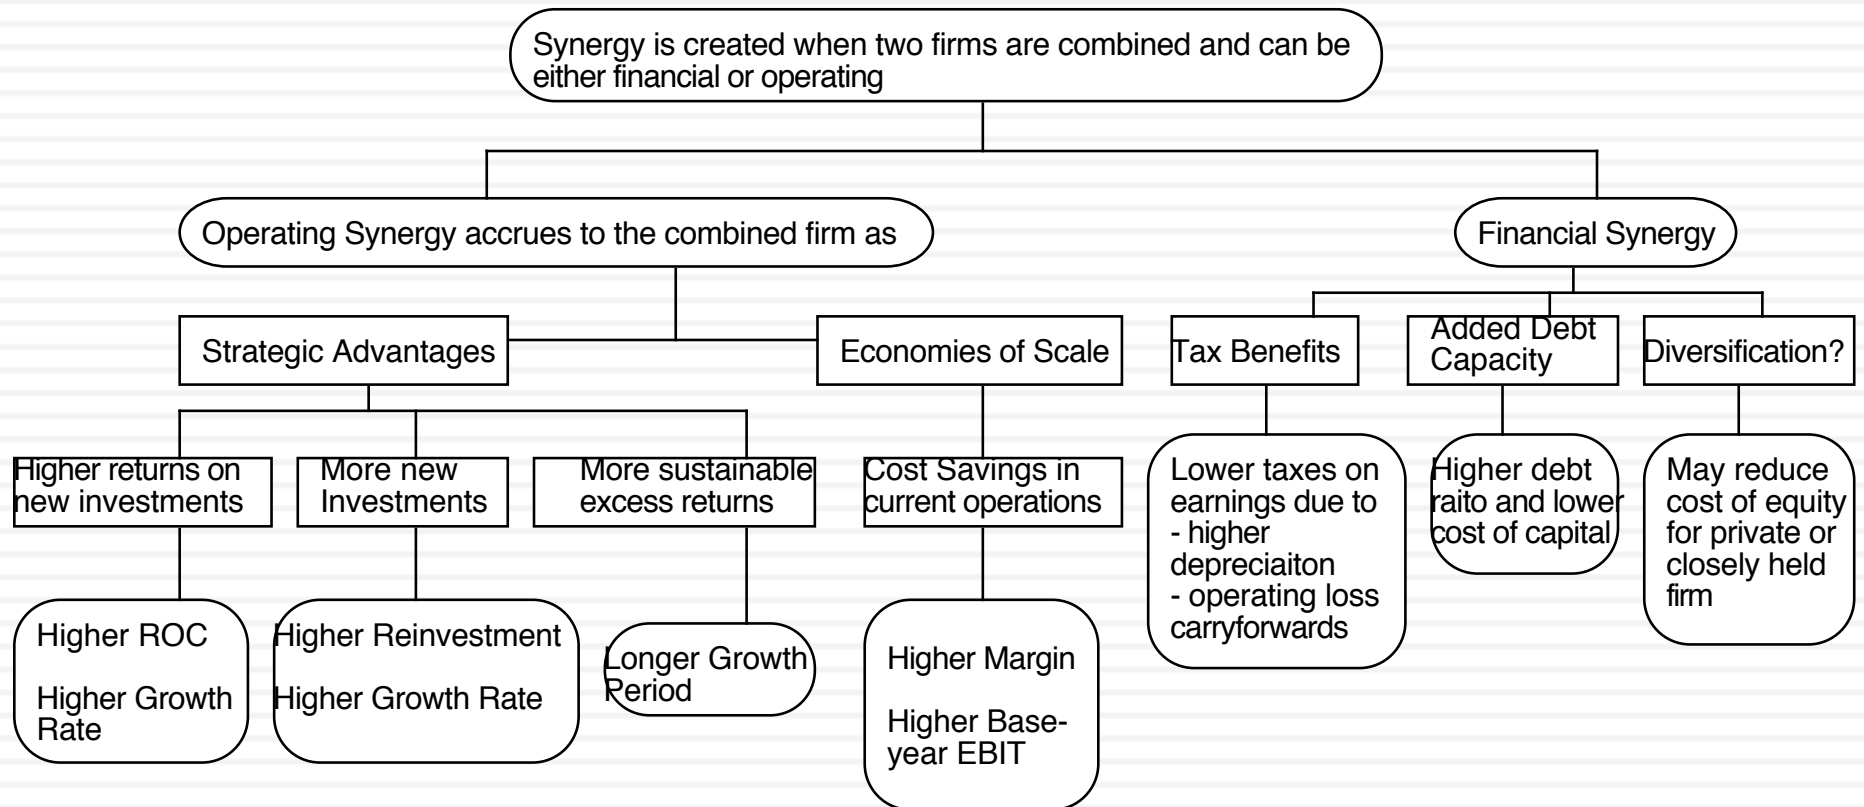 Synergy is created when two firms are combined and can be
either financial or operating
Operating Synergy accrues to the combined firm as
Financial Synergy
Strategic Advantages
Economies of Scale
Tax Benefits
Added Debt
Capacity
Diversification?
Higher returns on
new investments
More new
Investments
More sustainable
excess returns
Cost Savings in
current operations
Lower taxes on
earnings due to
- higher
depreciaiton
- operating loss
carryforwards
Higher debt
raito and lower
cost of capital
May reduce
cost of equity
for private or
closely held
firm
Higher ROC
Higher Growth
Rate
Higher Reinvestment
Higher Growth Rate
Longer Growth
Period
Higher Margin
Higher Base-
year EBIT